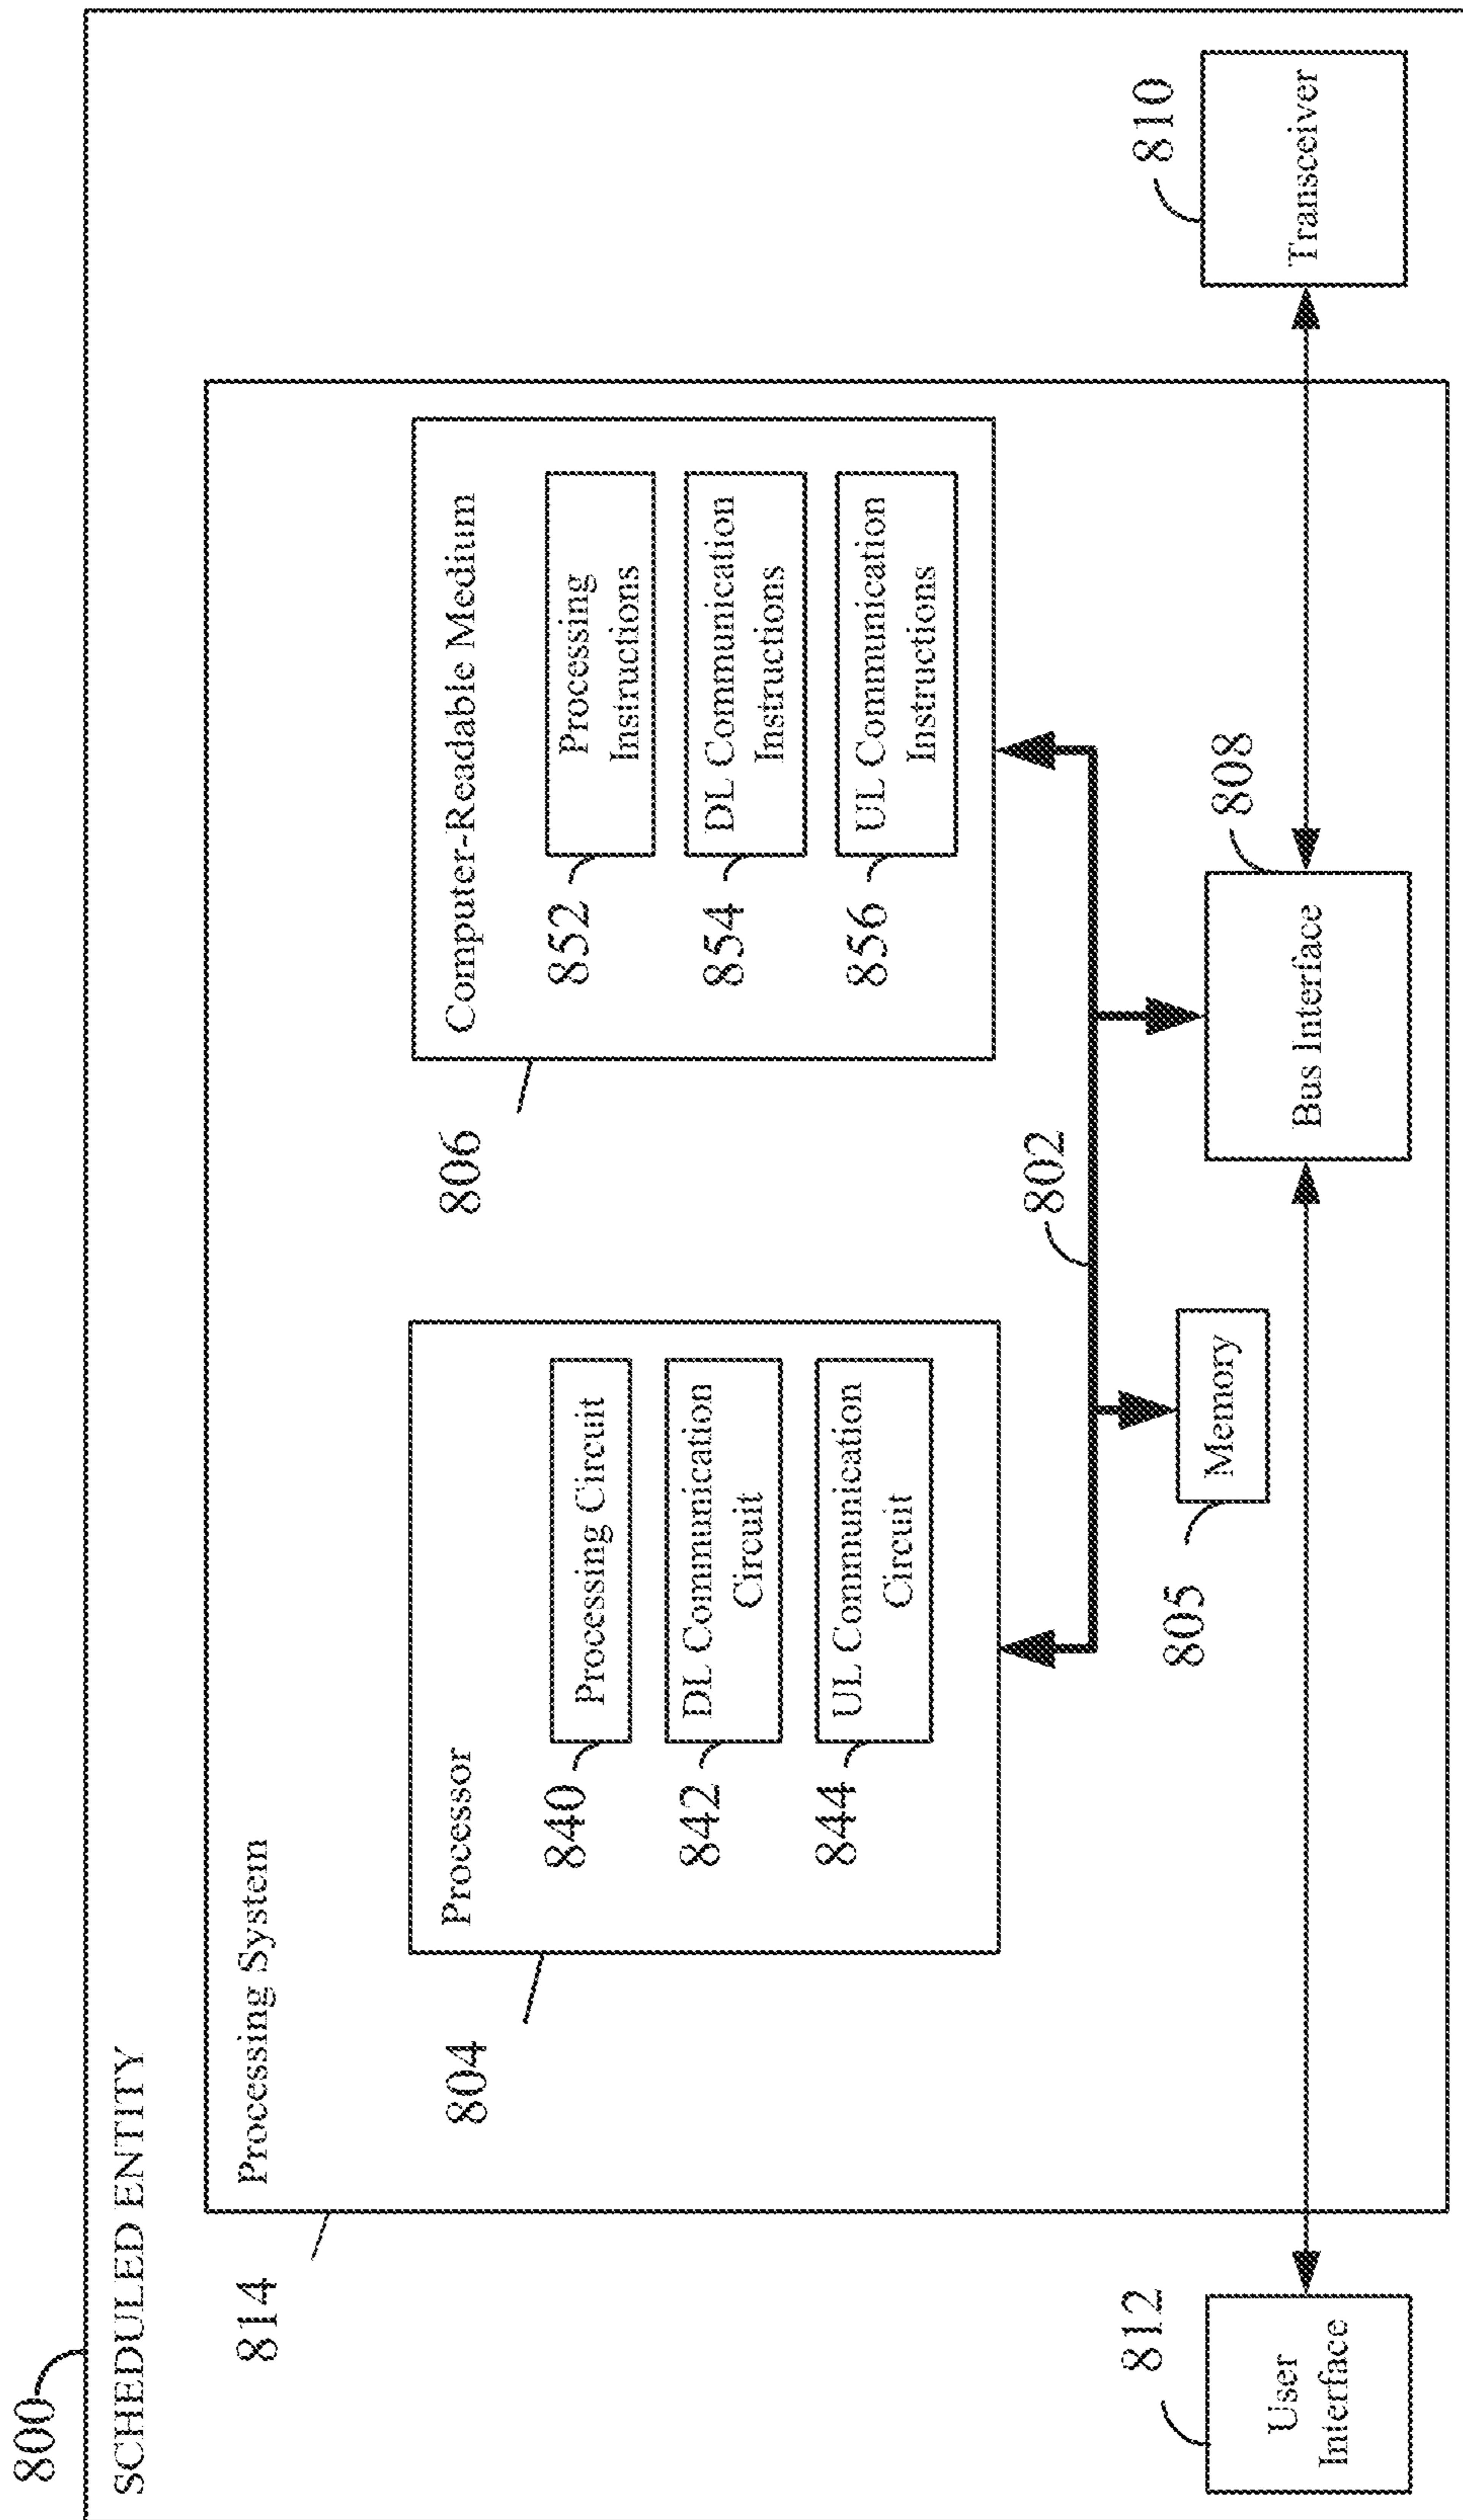 800
SCHEDULED ENTITY
814
Processing System
804
Processor
840
Processing Circuit
842
DL Communication
Circuit
844
UL Communication
Circuit
806
Computer-Readable Medium
852
Processing
Instructions
854
DL Communication
Instructions
856
UL Communication
Instructions
802
805
Memory
808
Bus Interface
812
User
Interface
810
Transceiver